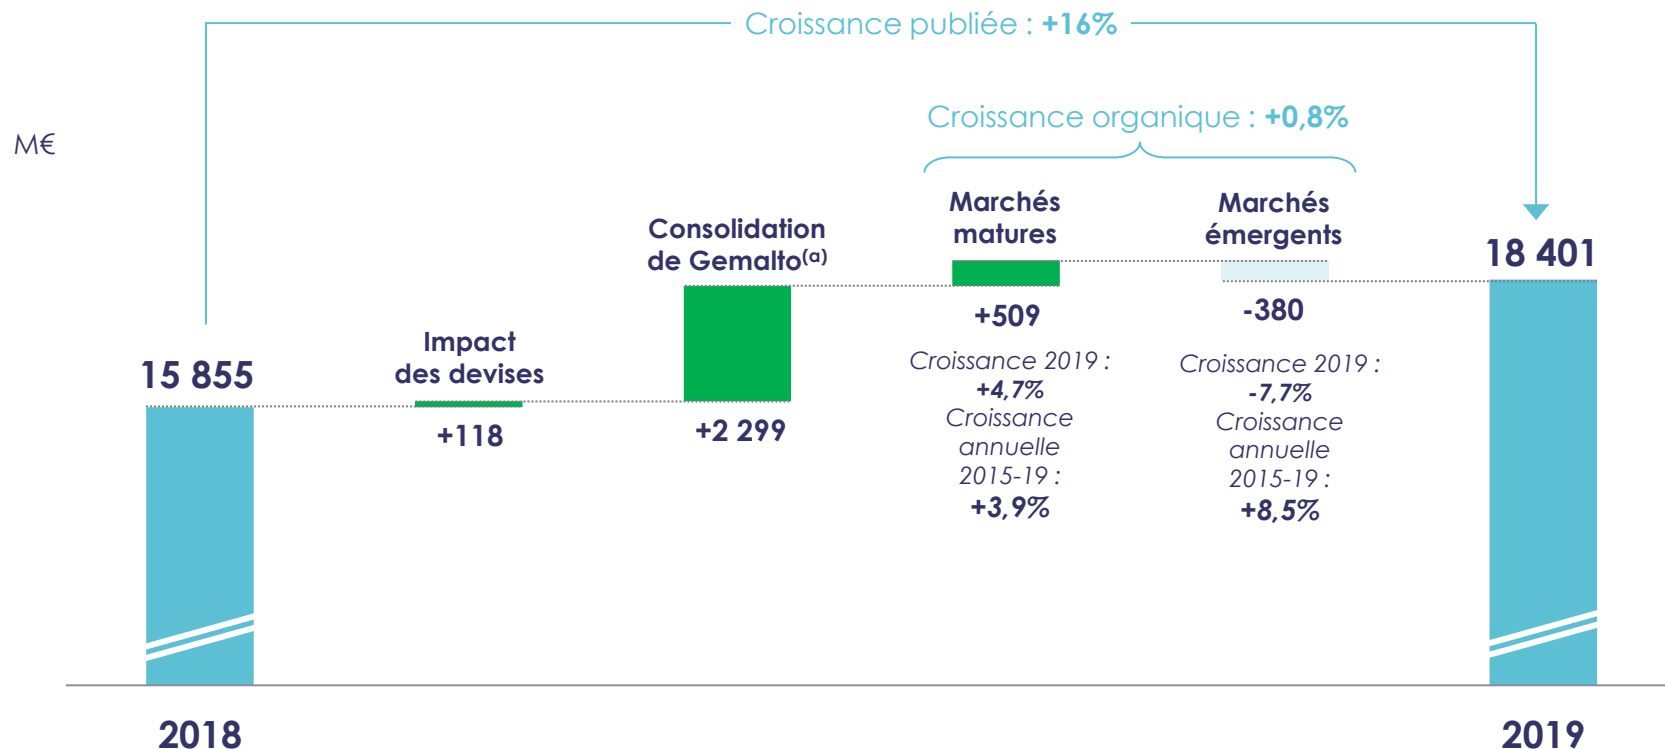 Croissance publiée : +16%
M€
Croissance organique : +0,8%
15 855
Impact
des devises
+118
Consolidation
de Gemalto(a)
+2 299
Marchés
matures
+509
Croissance 2019 :
+4,7%
Croissance
annuelle
2015-19 :
+3,9%
Marchés
émergents
-380
Croissance 2019 :
-7,7%
Croissance
annuelle
2015-19 :
+8,5%
18 401
2018
2019